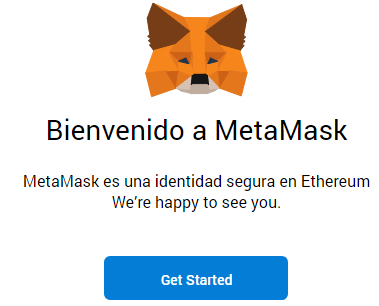 Bienvenido a MetaMask
MetaMask es una identidad segura en Ethereum
We're happy to see you.
Get Started